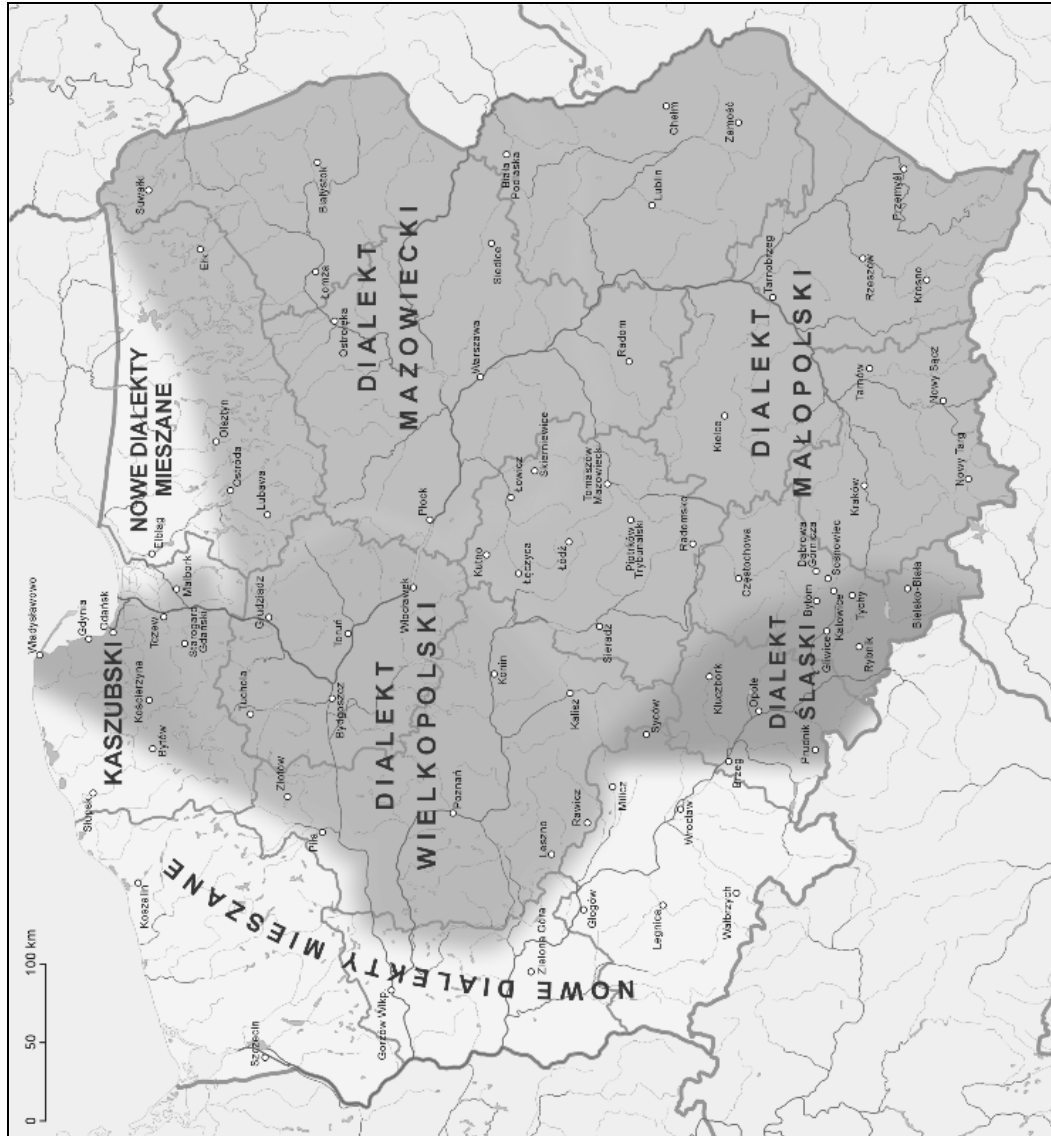 Władysławowo
Gdynia
Gdańsk
KASZUBSKI
Słupsk
Kościerzyna
Bytów
Tczew
Starogard
Gdański
Malbork
Elbląg
NOWE DIALEKTY
MIESZANE
Suwałki
Ełk
Olsztyn
Ostróda
Lubawa
Koszalin
Szczecin
NOWE DIALEKTY MIESZANE
Gorzów Wlkp
Zielona Góra
Piła
Złotów
Tuchola
Grudziądz
Bydgoszcz
Toruń
Włocławek
DIALEKT
WIELKOPOLSKI
Poznań
Konin
Kalisz
Leszno
Rawicz
Sieradz
Kutno
Łęczyca
Łódź
Łowicz
Skierniewice
Tomaszów
Mazowiecki
Piotrków
Trybunalski
Radomsko
Płock
Warszawa
DIALEKT
MAZOWIECKI
Ostrołęka
Łomża
Białystok
Siedlce
Biała
Podlaska
Radom
Lublin
Chełm
Zamość
Kielce
Tarnobrzeg
DIALEKT
MAŁOPOLSKI
Rzeszów
Przemyśl
Krosno
Tarnów
Nowy Sącz
Nowy Targ
Kraków
Częstochowa
Dąbrowa
Górnicza
Sosnowiec
Bytom
Katowice
Gliwice
Tychy
Rybnik
Bielsko-Biała
DIALEKT
ŚLĄSKI
Kluczbork
Opole
Prudnik
Brzeg
Syców
Milicz
Wrocław
Głogów
Legnica
Wałbrzych
0 50 100 km